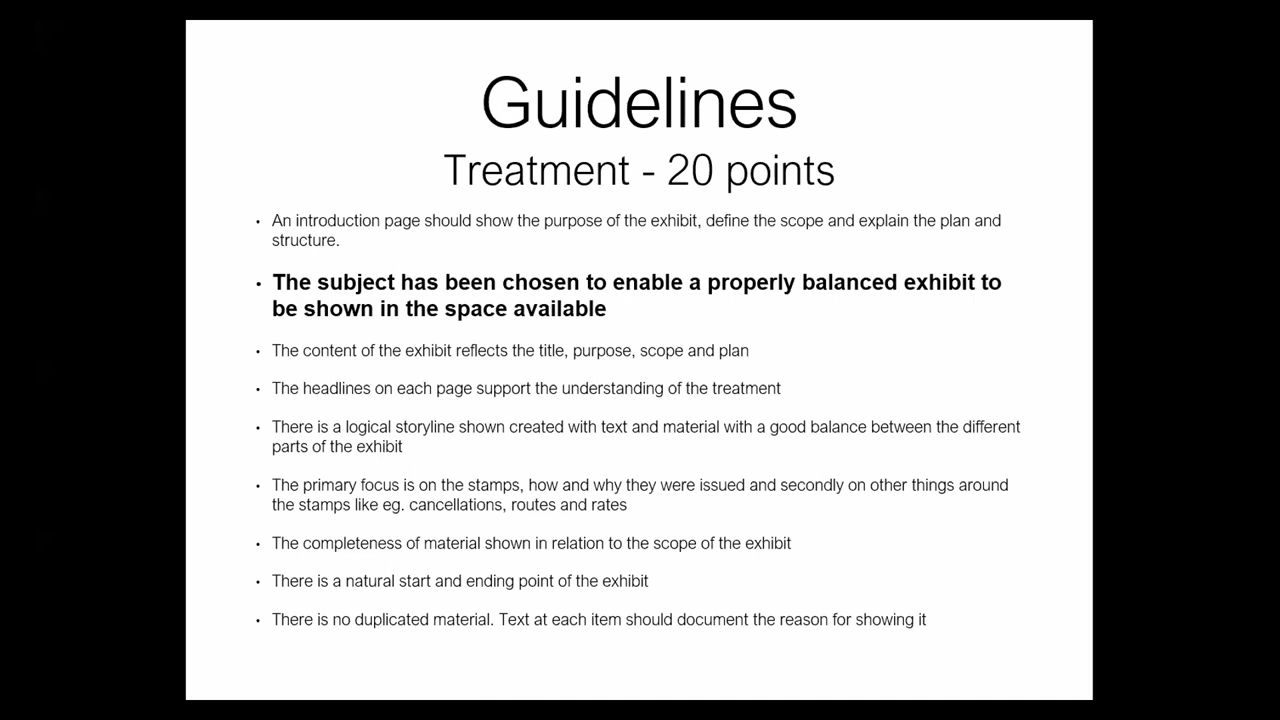 Guidelines
Treatment - 20 points
• An introduction page should show the purpose of the exhibit, define the scope and explain the plan and
structure.
• The subject has been chosen to enable a properly balanced exhibit to
be shown in the space available
• The content of the exhibit reflects the title, purpose, scope and plan
• The headlines on each page support the understanding of the treatment
• There is a logical storyline shown created with text and material with a good balance between the different
parts of the exhibit
• The primary focus is on the stamps, how and why they were issued and secondly on other things around
the stamps like eg. cancellations, routes and rates
• The completeness of material shown in relation to the scope of the exhibit
• There is a natural start and ending point of the exhibit
• There is no duplicated material. Text at each item should document the reason for showing it